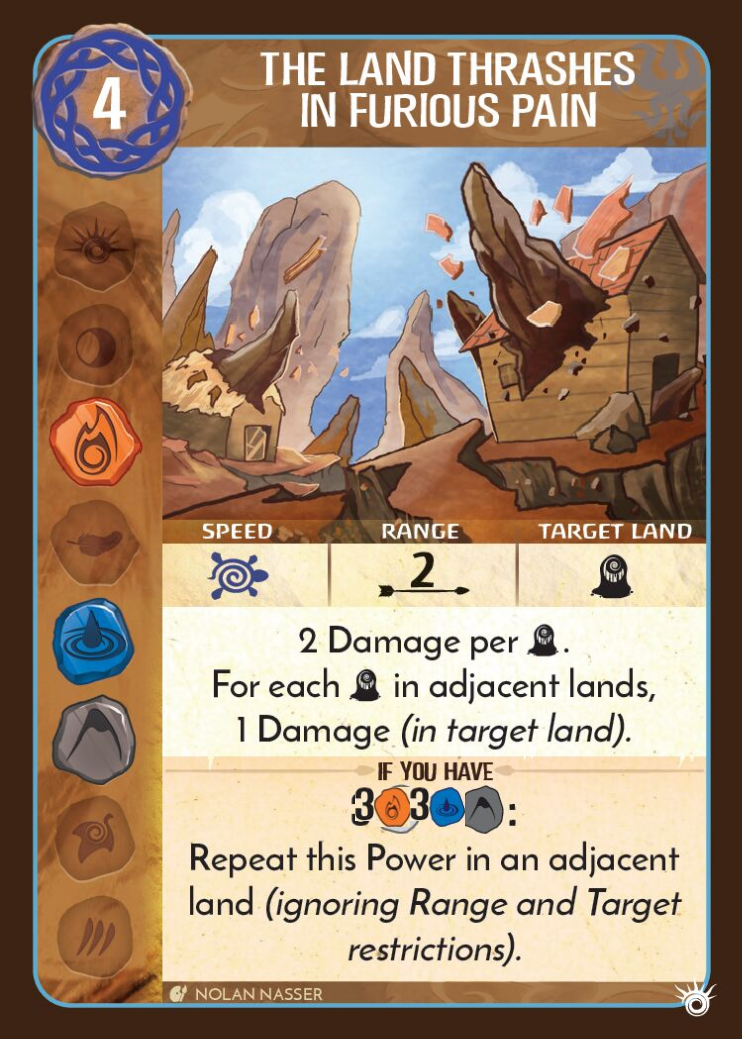 4
THE LAND THRASHES
IN FURIOUS PAIN
SPEED RANGE TARGET LAND
2
2 Damage per .
For each in adjacent lands,
1 Damage (in target land).
IF YOU HAVE
3 3 :
Repeat this Power in an adjacent
land (ignoring Range and Target
restrictions).
NOLAN NASSER